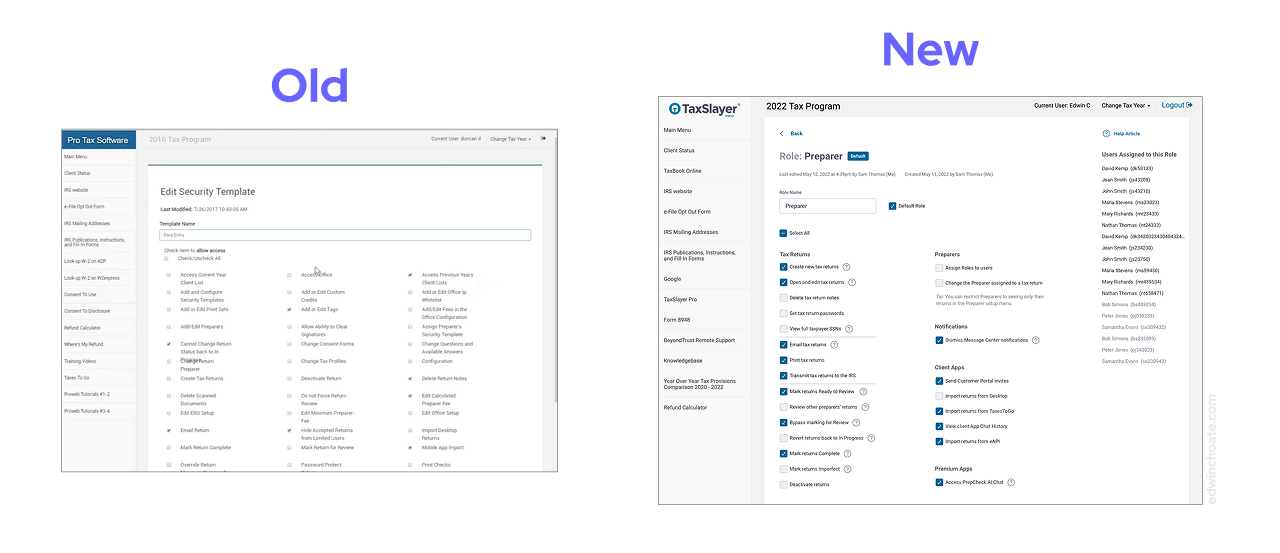 Old
New
Pro Tax Software
2016 Tax Program
Current User: duncan d
Change Tax Year
Main Menu
Client Status
IRS website
e-File Opt Out Form
IRS Mailing Addresses
IRS Publications, Instructions,
and Fill-In Forms
Look up W-2 on ADP
Look up W-2 on W2express
Consent To Use
Consent To Disclosure
Refund Calculator
Where's My Refund
Training Videos
Taxes To Go
Proweb Tutorials #1-2
Proweb Tutorials #3-4
Edit Security Template
Last Modified: 7/26/2017 10:43:05 AM
Template Name
Data Entry
Check item to allow access
Check/Uncheck All
Access Current Year
Client List
Access Office
Access Previous Years
Client Lists
Add and Configure
Security Templates
Add or Edit Custom
Credits
Add or Edit Office Ip
Whitelist
Add or Edit Print Sets
Add or Edit Tags
Add/Edit Fees in the
Office Configuration
Add/Edit Preparers
Allow Ability to Clear
Signatures
Assign Preparer's
Security Template
Cannot Change Return
Status back to In
Progress
Change Consent Forms
Change Questions and
Available Answers
Change Return
Preparer
Change Tax Profiles
Configuration
Create Tax Returns
Deactivate Return
Delete Return Notes
Delete Scanned
Documents
Do not Force Return
Review
Edit Calculated
Preparer Fee
Edit ERO Setup
Edit Minimum Preparer
Fee
Edit Office Setup
Email Return
Hide Accepted Returns
from Limited Users
Import Desktop
Returns
Mark Return Complete
Mark Return for Review
Mobile App Import
Override Return
Password Protect
Print Checks
TaxSlayer
PRO
2022 Tax Program
Current User: Edwin C
Change Tax Year
Logout
Main Menu
Client Status
TaxBook Online
IRS website
e-File Opt Out Form
IRS Mailing Addresses
IRS Publications, Instructions,
and Fill-In Forms
Google
TaxSlayer Pro
Form 8948
BeyondTrust Remote Support
Knowledgebase
Year Over Year Tax Provisions
Comparison 2020 - 2022
Refund Calculator
Back
Help Article
Role: Preparer
Default
Last edited May 12, 2022 at 4:39pm by Sam Thomas (Me)
Created May 11, 2022 by Sam Thomas (Me)
Role Name
Preparer
Default Role
Select All
Tax Returns
Create new tax returns
Open and edit tax returns
Delete tax return notes
Set tax return passwords
View full taxpayer SSNs
Email tax returns
Print tax returns
Transmit tax returns to the IRS
Mark returns Ready to Review
Review other preparers' returns
Bypass marking for Review
Revert returns back to In Progress
Mark returns Complete
Mark returns Imperfect
Deactivate returns
Preparers
Assign Roles to users
Change the Preparer assigned to a tax return
Tip: You can restrict Preparers to seeing only their
returns in the Preparer setup menu
Notifications
Dismiss Message Center notifications
Client Apps
Send Customer Portal invites
Import returns from Desktop
Import returns from TaxesToGo
View client App Chat History
Import returns from eAPI
Premium Apps
Access PrepCheck AI Chat
Users Assigned to this Role
David Kemp (dk53123)
Joan Smith (js43209)
John Smith (js43210)
Maria Stevens (ms23023)
Mary Richards (mr23433)
Nathan Thomas (nt24333)
David Kemp (dk3420323430404324...
Joan Smith (js234230)
John Smith (js23750)
Maria Stevens (ms59430)
Mary Richards (mr439534)
Nathan Thomas (nt658471)
Bob Simons (bs409234)
Peter Jones (pj039233)
Samantha Evans (se009432)
Bob Simons (bs232093)
Peter Jones (pj343023)
Samantha Evans (se230942)
edwinchoate.com